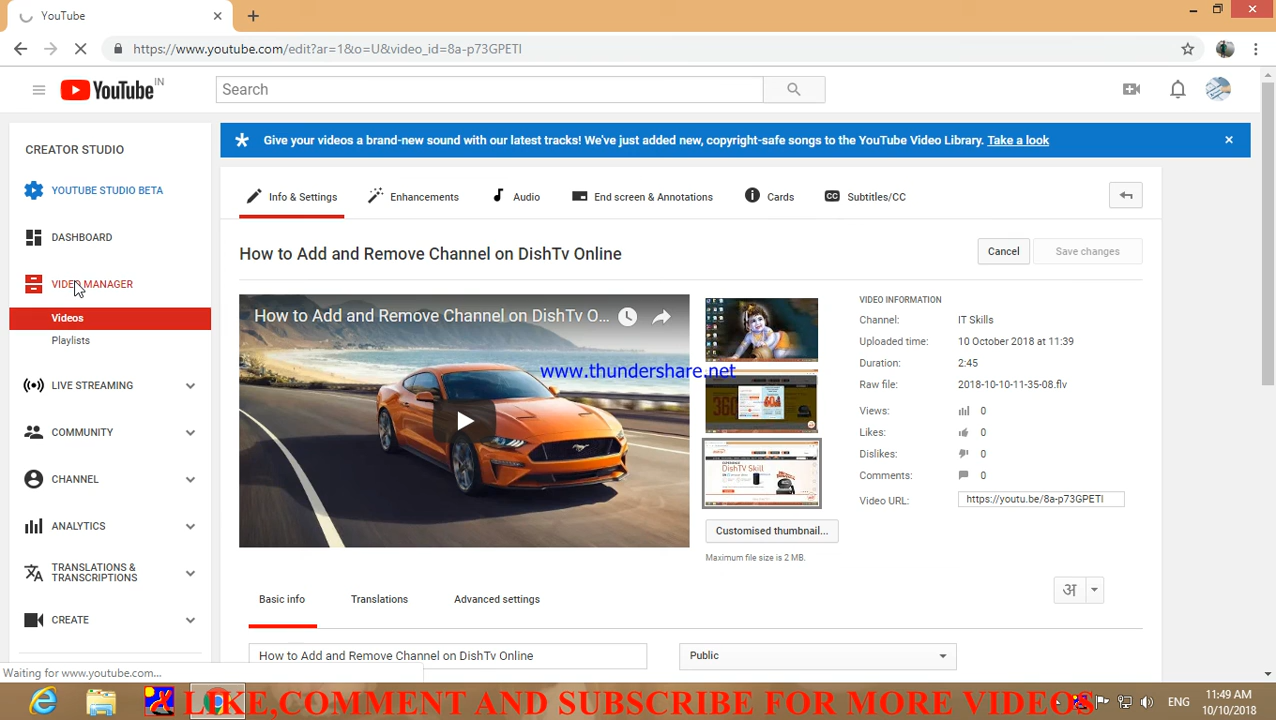 YouTube
https://www.youtube.com/edit?ar=1&o=U&video_id=8a-p73GPETI
YouTube IN
Search
CREATOR STUDIO
YOUTUBE STUDIO BETA
DASHBOARD
VIDEO MANAGER
Videos
Playlists
LIVE STREAMING
COMMUNITY
CHANNEL
ANALYTICS
TRANSLATIONS &
TRANSCRIPTIONS
CREATE
Give your videos a brand-new sound with our latest tracks! We've just added new, copyright-safe songs to the YouTube Video Library. Take a look
Info & Settings
Enhancements
Audio
End screen & Annotations
Cards
CC Subtitles/CC
How to Add and Remove Channel on DishTv Online
Cancel
Save changes
How to Add and Remove Channel on DishTv O...
www.thundershare.net
DishTV Skill
VIDEO INFORMATION
Channel: IT Skills
Uploaded time: 10 October 2018 at 11:39
Duration: 2:45
Raw file: 2018-10-10-11-35-08.flv
Views: 0
Likes: 0
Dislikes: 0
Comments: 0
Video URL: https://youtu.be/8a-p73GPETI
Customised thumbnail...
Maximum file size is 2 MB.
Basic info
Translations
Advanced settings
अ
How to Add and Remove Channel on DishTv Online
Public
Waiting for www.youtube.com...
LIKE,COMMENT AND SUBSCRIBE FOR MORE VIDEOS
ENG
11:49 AM
10/10/2018